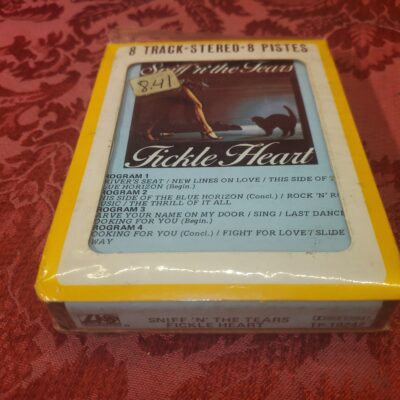 8 TRACK-STEREO-8 PISTES
Sniff 'n' the Tears
8.41
Fickle Heart
ROGRAM 1
RIVER'S SEAT / NEW LINES ON LOVE / THIS SIDE OF T
UE HORIZON (Begin.)
ROGRAM 2
HIS SIDE OF THE BLUE HORIZON (Concl.) / ROCK 'N' R
USIC / THE THRILL OF IT ALL
ROGRAM 3
ARVE YOUR NAME ON MY DOOR / SING / LAST DANCE
OOKING FOR YOU (Begin.)
ROGRAM 4
OOKING FOR YOU (Concl.) / FIGHT FOR LOVE / SLIDE
WAY
SNIFF 'N' THE TEARS
FICKLE HEART